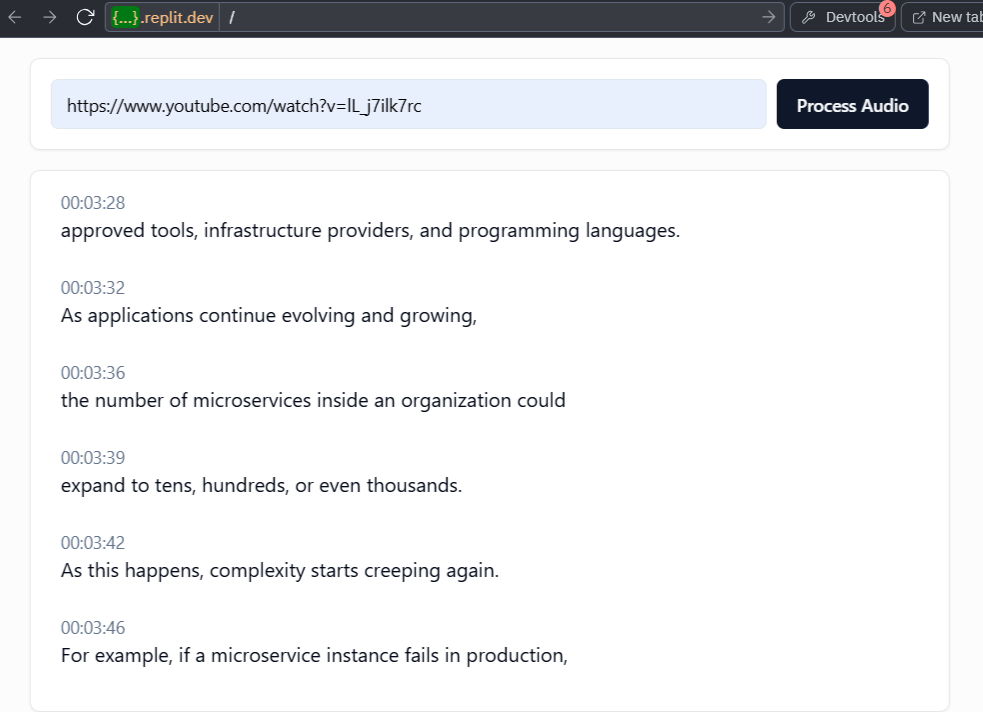 {...}.replit.dev /
Devtools 6
New tab
https://www.youtube.com/watch?v=lL_j7ilk7rc
Process Audio
00:03:28
approved tools, infrastructure providers, and programming languages.
00:03:32
As applications continue evolving and growing,
00:03:36
the number of microservices inside an organization could
00:03:39
expand to tens, hundreds, or even thousands.
00:03:42
As this happens, complexity starts creeping again.
00:03:46
For example, if a microservice instance fails in production,